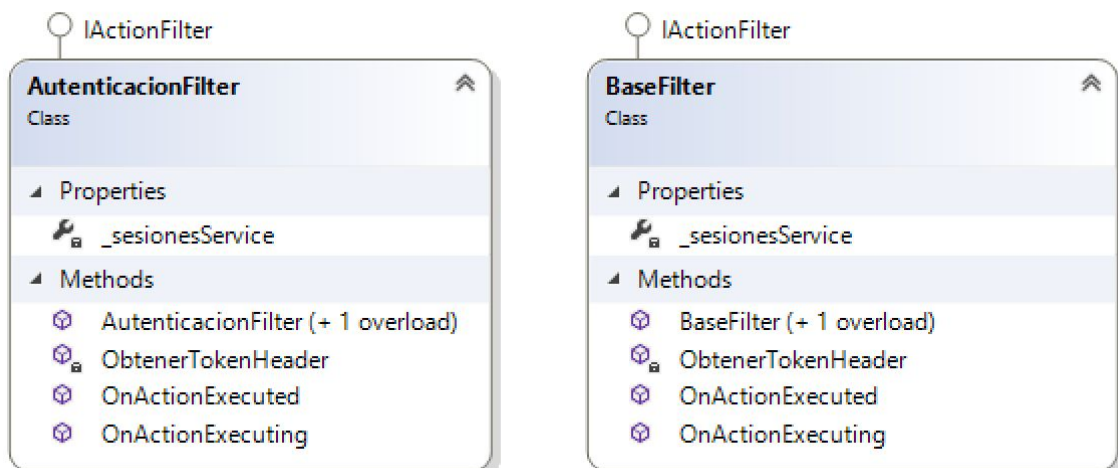 IActionFilter
AutenticacionFilter
Class
Properties
_sesionesService
Methods
AutenticacionFilter (+ 1 overload)
ObtenerTokenHeader
OnActionExecuted
OnActionExecuting
IActionFilter
BaseFilter
Class
Properties
_sesionesService
Methods
BaseFilter (+ 1 overload)
ObtenerTokenHeader
OnActionExecuted
OnActionExecuting